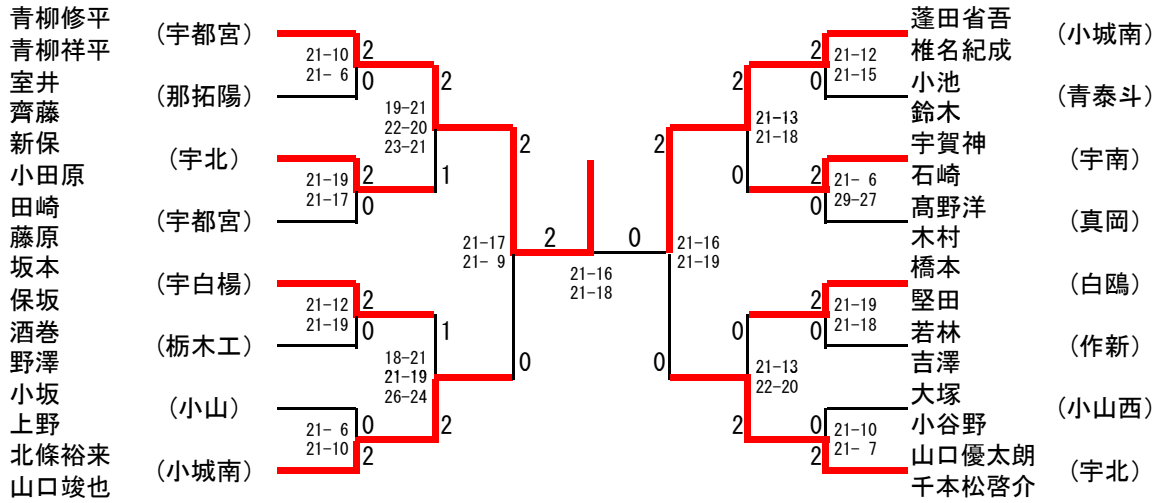 青柳修平
青柳祥平
(宇都宮)
室井
齊藤
(那拓陽)
新保
小田原
(宇北)
田崎
藤原
(宇都宮)
坂本
保坂
(宇白楊)
酒巻
野澤
(栃木工)
小坂
上野
(小山)
北條裕来
山口竣也
(小城南)
21-10
21- 6
2
0
21-19
21-17
2
0
21-12
21-19
2
0
21- 6
21-10
0
2
19-21
22-20
23-21
2
1
18-21
21-19
26-24
1
2
21-17
21- 9
2
0
2
0
21-16
21-18
21-16
21-19
2
0
21-13
21-18
2
0
21-13
22-20
0
2
21-12
21-15
2
0
21- 6
29-27
2
0
21-19
21-18
2
0
21-10
21- 7
0
2
蓬田省吾
椎名紀成
(小城南)
小池
鈴木
(青泰斗)
宇賀神
石崎
(宇南)
髙野洋
木村
(真岡)
橋本
堅田
(白鴎)
若林
吉澤
(作新)
大塚
小谷野
(小山西)
山口優太朗
千本松啓介
(宇北)